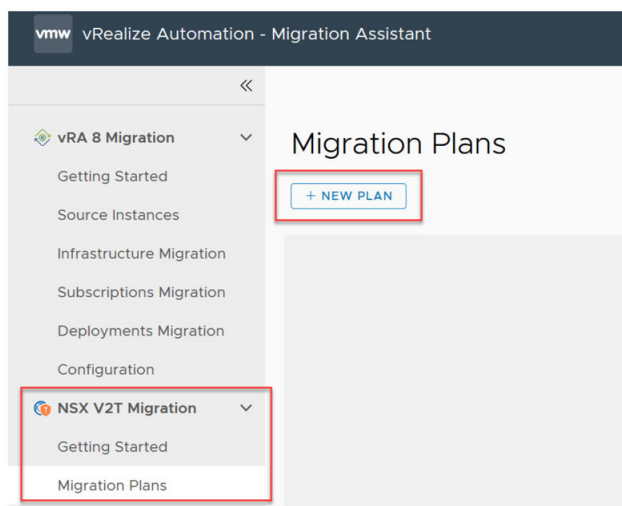 vmw vRealize Automation - Migration Assistant
vRA 8 Migration
Getting Started
Source Instances
Infrastructure Migration
Subscriptions Migration
Deployments Migration
Configuration
NSX V2T Migration
Getting Started
Migration Plans
Migration Plans
+ NEW PLAN